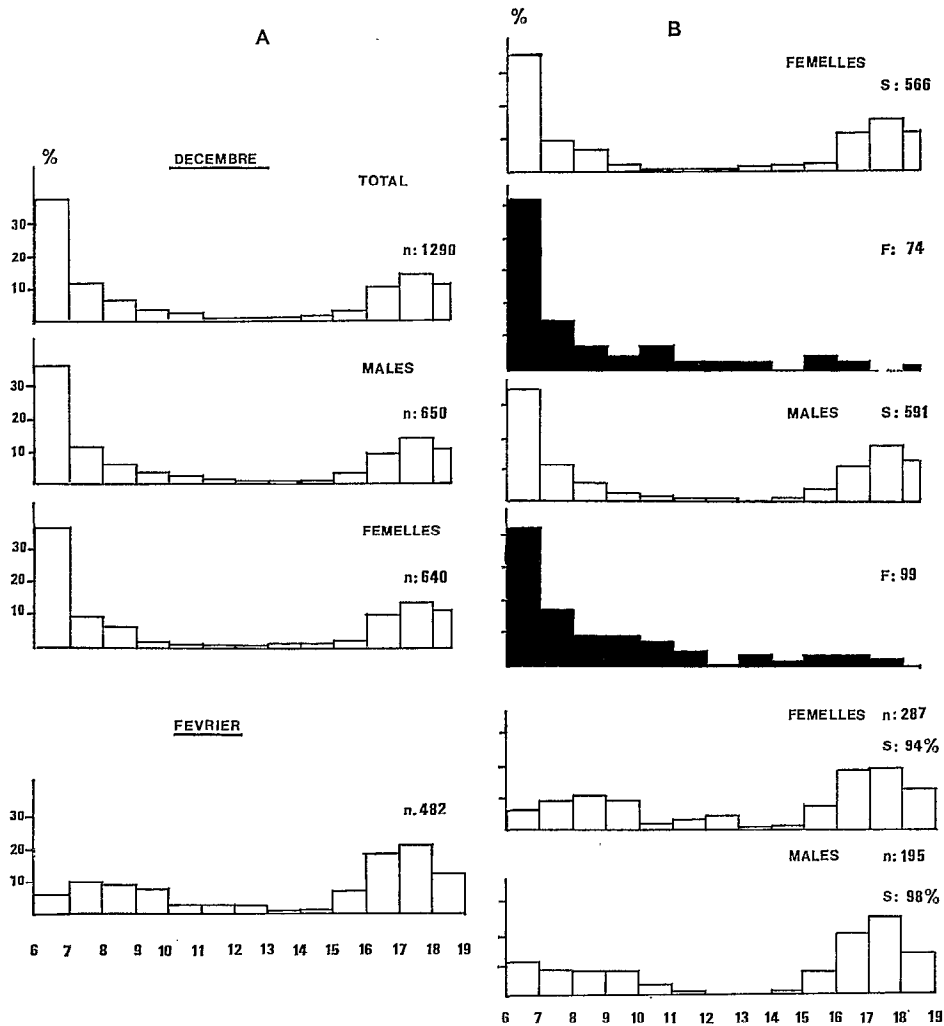 A
%
DECEMBRE
TOTAL
n: 1290
30
20
10
MALES
n: 650
30
20
10
FEMELLES
n: 640
30
20
10
FEVRIER
n. 482
30
20
10
6 7 8 9 10 11 12 13 14 15 16 17 18 19
B
%
FEMELLES
S: 566
F: 74
MALES S: 591
F: 99
FEMELLES n: 287
S: 94%
MALES n: 195
S: 98%
6 7 8 9 10 11 12 13 14 15 16 17 18 19